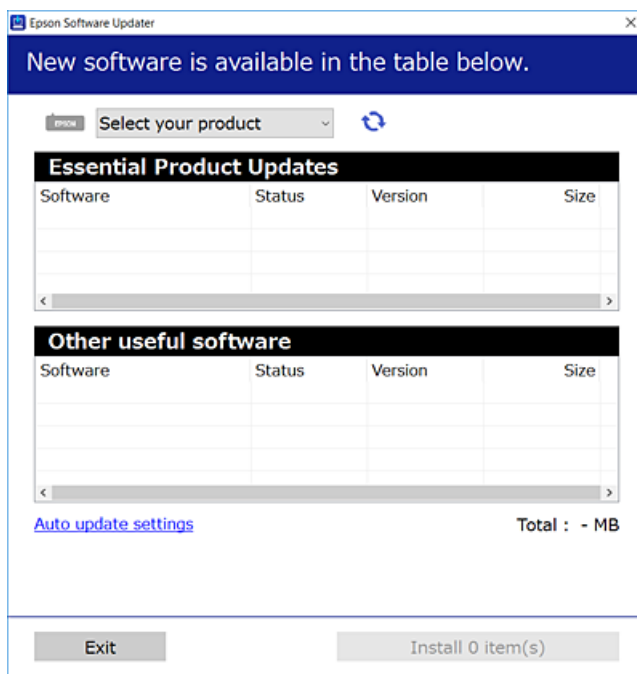 Epson Software Updater
New software is available in the table below.
EPSON Select your product
Essential Product Updates
Software Status Version Size
Other useful software
Software Status Version Size
Auto update settings Total : - MB
Exit Install 0 item(s)